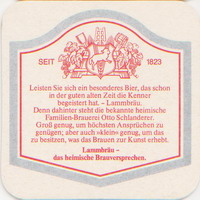 SEIT 1823
Leisten Sie sich ein besonderes Bier, das schon
in der guten alten Zeit die Kenner
begeistert hat. – Lammbräu.
Denn dahinter steht die bekannte heimische
Familien-Brauerei Otto Schlanderer.
Groß genug, um höchsten Ansprüchen zu
genügen; aber auch »klein« genug, um das
zu besitzen, was das Brauen zur Kunst erhebt.
Lammbräu –
das heimische Brauversprechen.